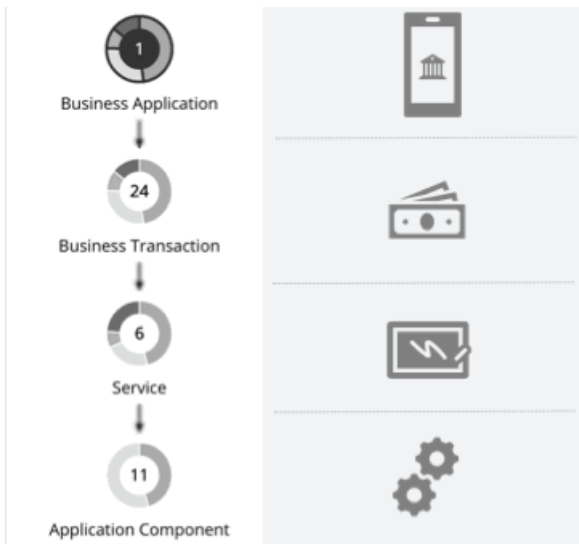 1
Business Application
24
Business Transaction
6
Service
11
Application Component